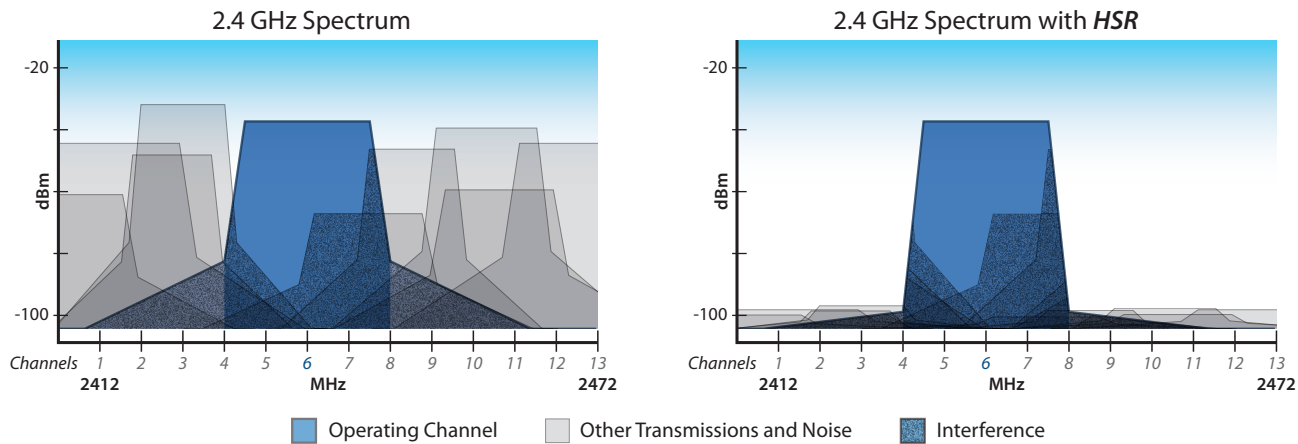 2.4 GHz Spectrum
-20
dBm
-100
Channels 1 2 3 4 5 6 7 8 9 10 11 12 13
2412 MHz 2472
2.4 GHz Spectrum with HSR
-20
dBm
-100
Channels 1 2 3 4 5 6 7 8 9 10 11 12 13
2412 MHz 2472
Operating Channel Other Transmissions and Noise Interference